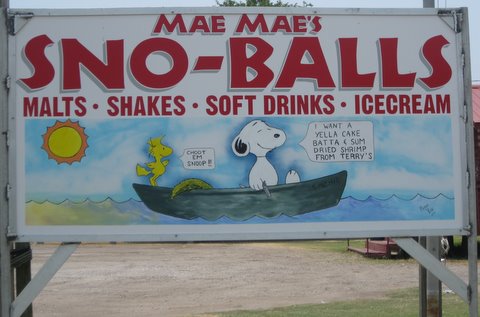 MAE MAE'S
SNO-BALLS
MALTS · SHAKES · SOFT DRINKS · ICECREAM
CHOOT
EM
SNOOP !!
I WANT A
YELLA CAKE
BATTA & SUM
DRIED SHRIMP
FROM TERRY'S